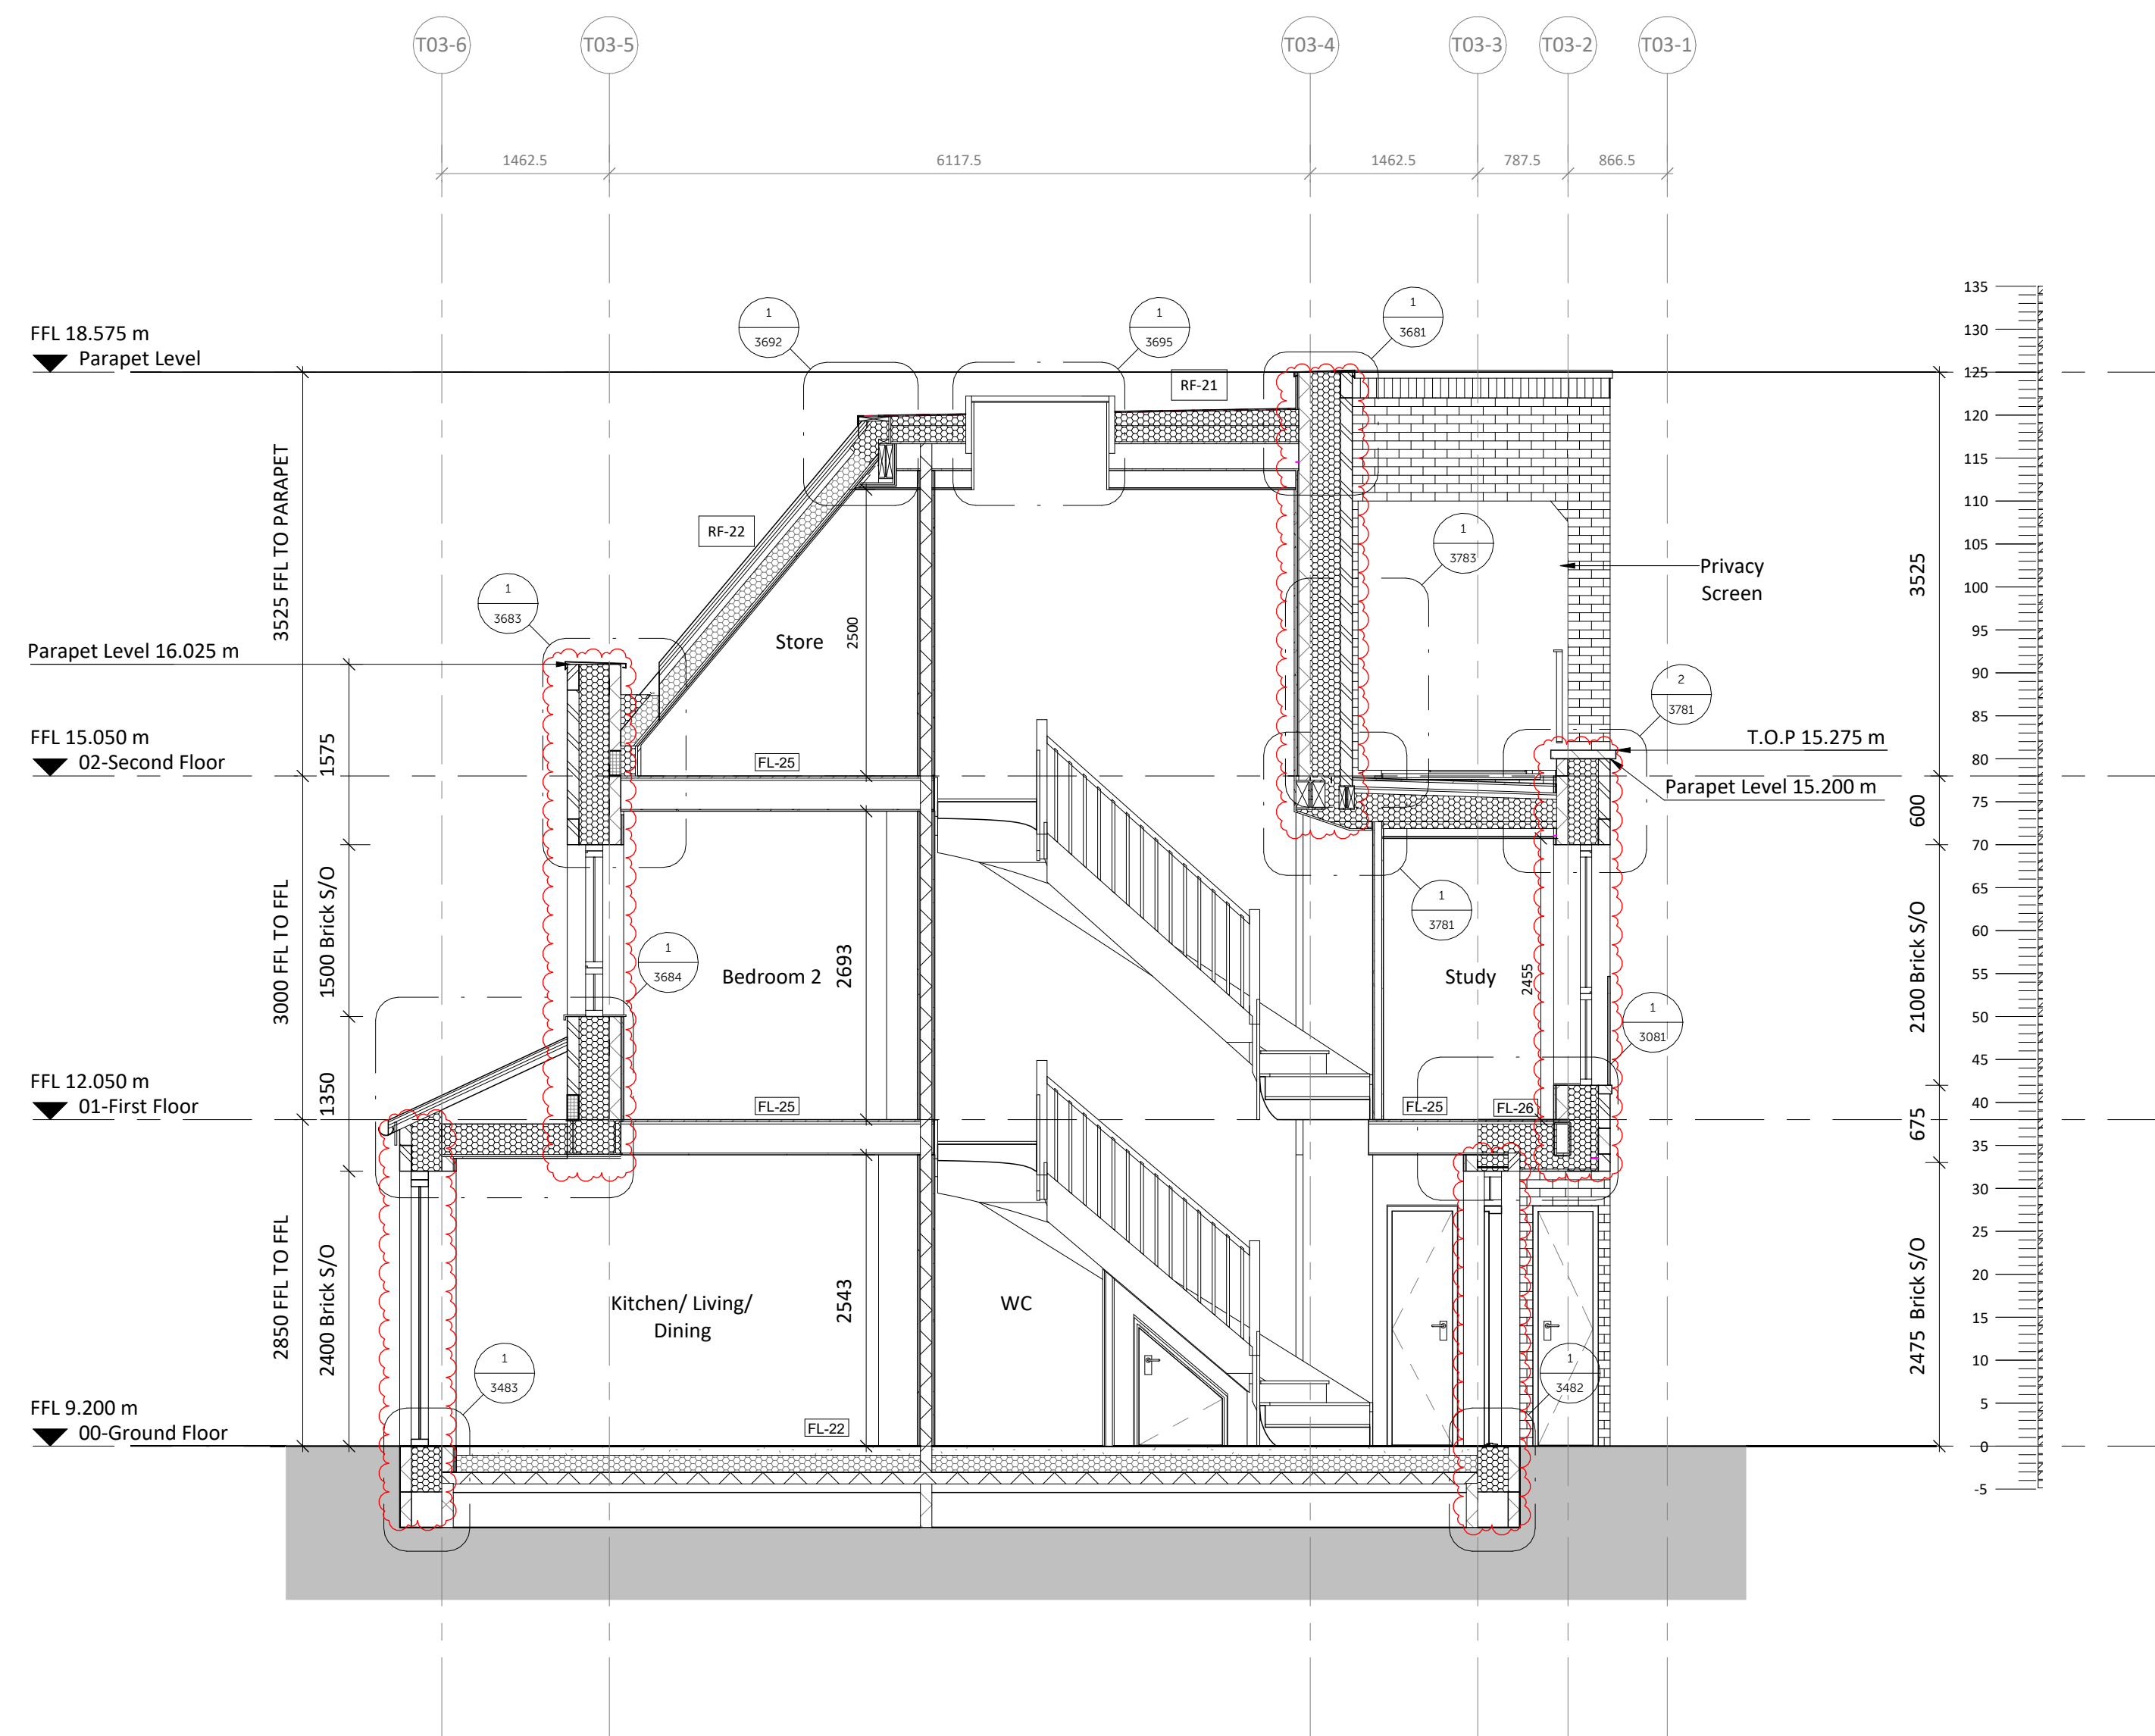 T03-6
T03-5
T03-4
T03-3
T03-2
T03-1
1462.5
6117.5
1462.5
787.5
866.5
FFL 18.575 m
Parapet Level
3525 FFL TO PARAPET
1
3692
1
3695
1
3681
RF-21
RF-22
1
3783
1
3683
Privacy
Screen
Store
2500
3525
Parapet Level 16.025 m
2
3781
FFL 15.050 m
02-Second Floor
1575
FL-25
T.O.P 15.275 m
Parapet Level 15.200 m
600
3000 FFL TO FFL
1500 Brick S/O
1
3684
Bedroom 2
2693
1
3781
Study
2455
2100 Brick S/O
1
3081
FFL 12.050 m
01-First Floor
1350
FL-25
FL-25
FL-26
675
2850 FFL TO FFL
2400 Brick S/O
Kitchen/ Living/
Dining
2543
WC
2475 Brick S/O
1
3483
1
3482
FFL 9.200 m
00-Ground Floor
FL-22
135
130
125
120
115
110
105
100
95
90
85
80
75
70
65
60
55
50
45
40
35
30
25
20
15
10
5
0
-5